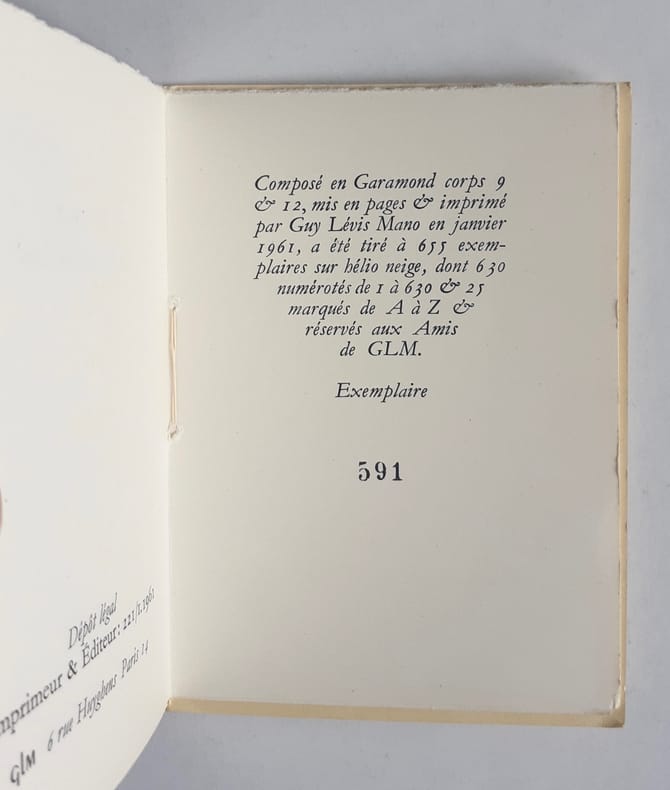 Dépôt légal
Imprimeur & Éditeur: 221/1.1961
GLM 6 rue Huyghens Paris 14
Composé en Garamond corps 9
& 12, mis en pages & imprimé
par Guy Lévis Mano en janvier
1961, a été tiré à 655 exem-
plaires sur hélio neige, dont 630
numérotés de 1 à 630 & 25
marqués de A à Z &
réservés aux Amis
de GLM.
Exemplaire
591